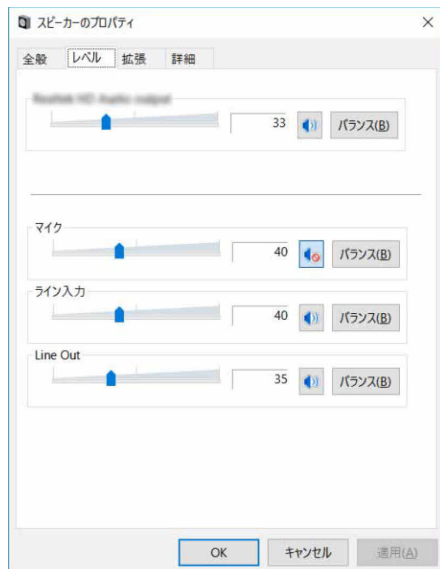 スピーカーのプロパティ
全般 レベル 拡張 詳細
33 バランス(B)
マイク
40 バランス(B)
ライン入力
40 バランス(B)
Line Out
35 バランス(B)
OK キャンセル 適用(A)